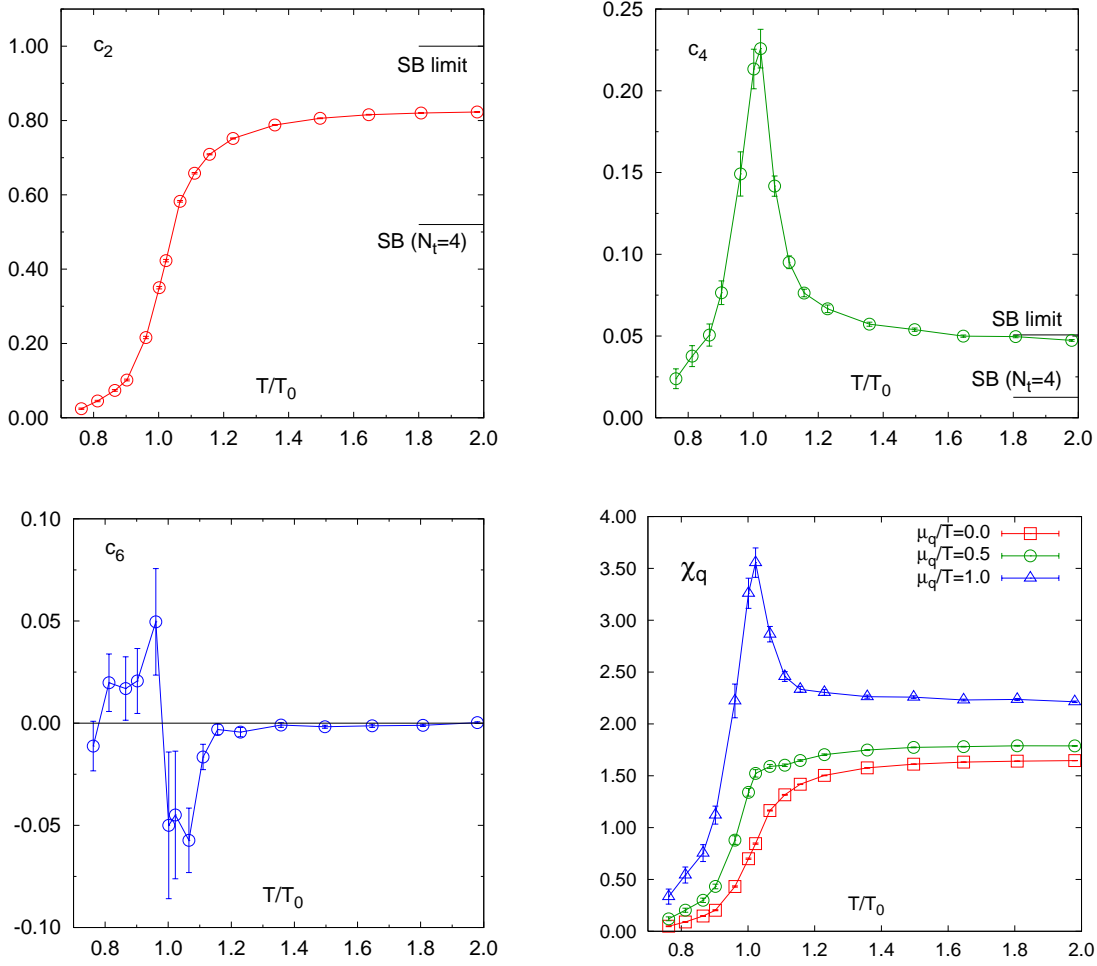 c2
1.00
0.80
0.60
0.40
0.20
0.00
SB limit
SB (Nt=4)
T/T0
0.8 1.0 1.2 1.4 1.6 1.8 2.0
c4
0.25
0.20
0.15
0.10
0.05
0.00
SB limit
T/T0
SB (Nt=4)
0.8 1.0 1.2 1.4 1.6 1.8 2.0
c6
0.10
0.05
0.00
-0.05
-0.10
T/T0
0.8 1.0 1.2 1.4 1.6 1.8 2.0
χq
4.00
3.50
3.00
2.50
2.00
1.50
1.00
0.50
0.00
μq/T=0.0
μq/T=0.5
μq/T=1.0
T/T0
0.8 1.0 1.2 1.4 1.6 1.8 2.0